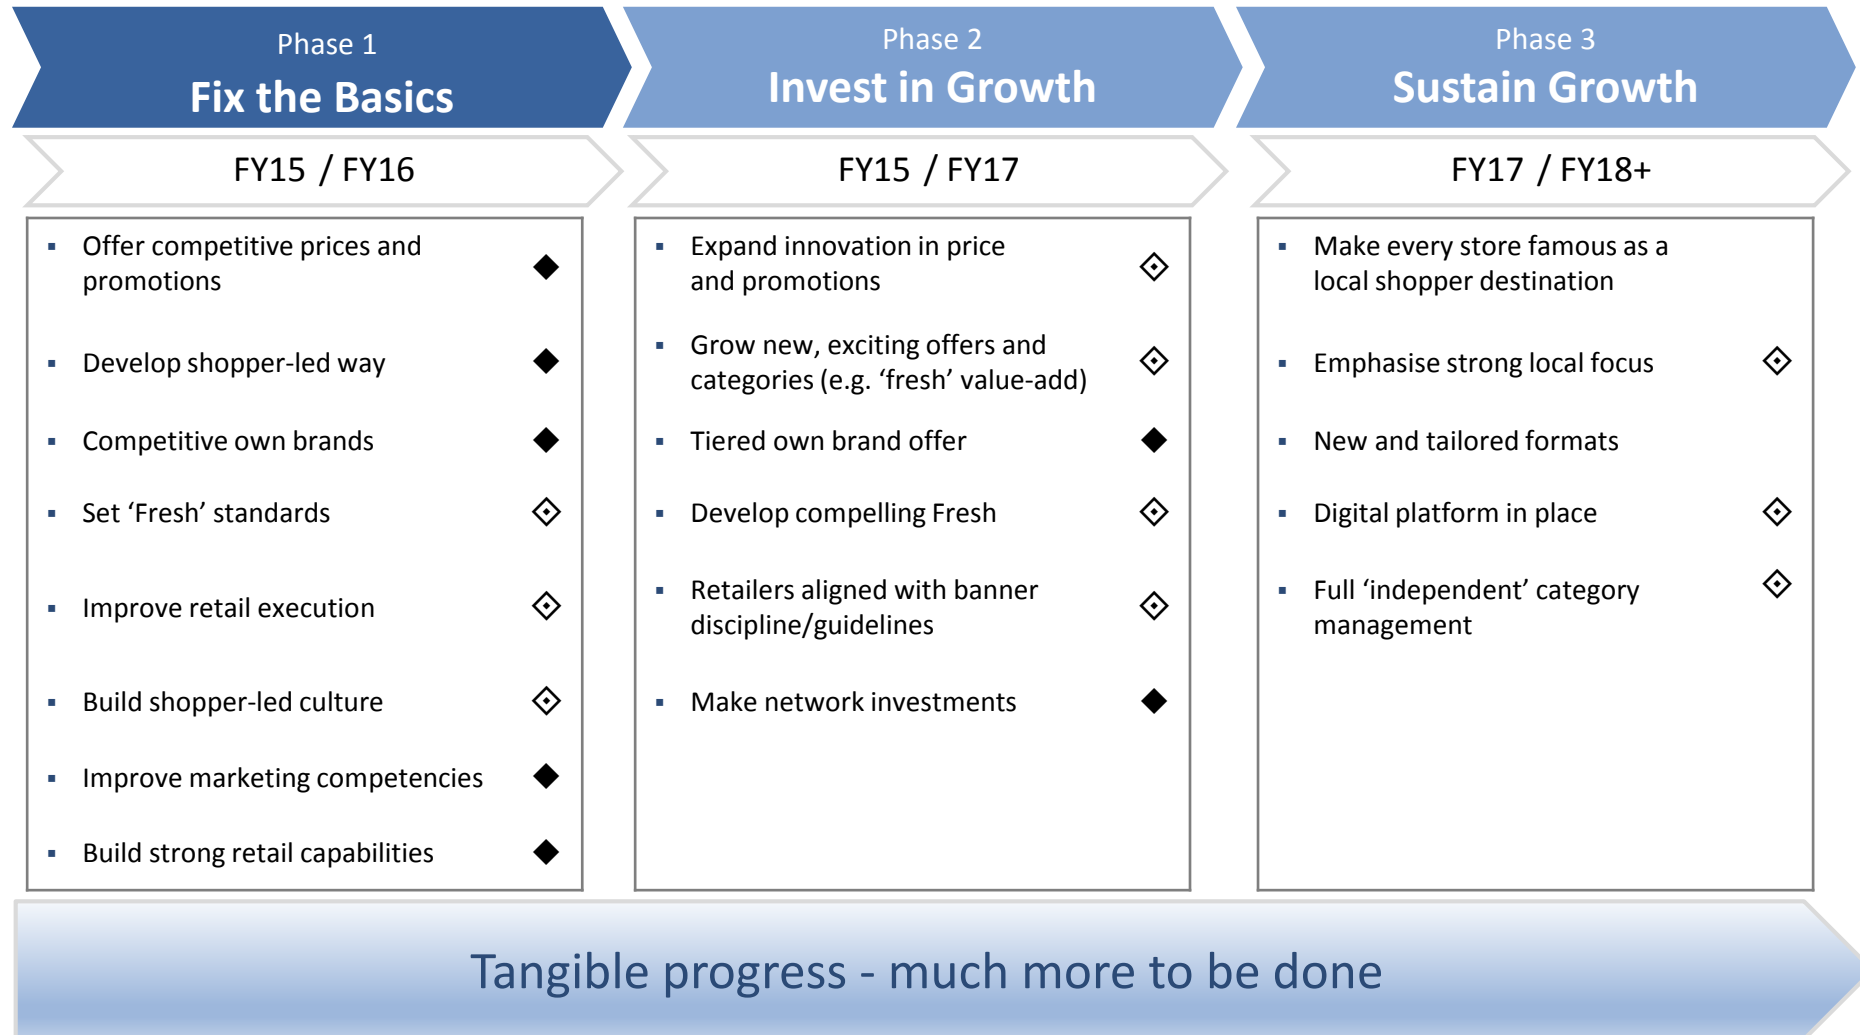 Phase 1
Fix the Basics
Phase 2
Invest in Growth
Phase 3
Sustain Growth
FY15 / FY16
FY15 / FY17
FY17 / FY18+
▪ Offer competitive prices and
promotions
▪ Develop shopper-led way
▪ Competitive own brands
▪ Set ‘Fresh’ standards
▪ Improve retail execution
▪ Build shopper-led culture
▪ Improve marketing competencies
▪ Build strong retail capabilities
▪ Expand innovation in price
and promotions
▪ Grow new, exciting offers and
categories (e.g. ‘fresh’ value-add)
▪ Tiered own brand offer
▪ Develop compelling Fresh
▪ Retailers aligned with banner
discipline/guidelines
▪ Make network investments
▪ Make every store famous as a
local shopper destination
▪ Emphasise strong local focus
▪ New and tailored formats
▪ Digital platform in place
▪ Full ‘independent’ category
management
Tangible progress - much more to be done